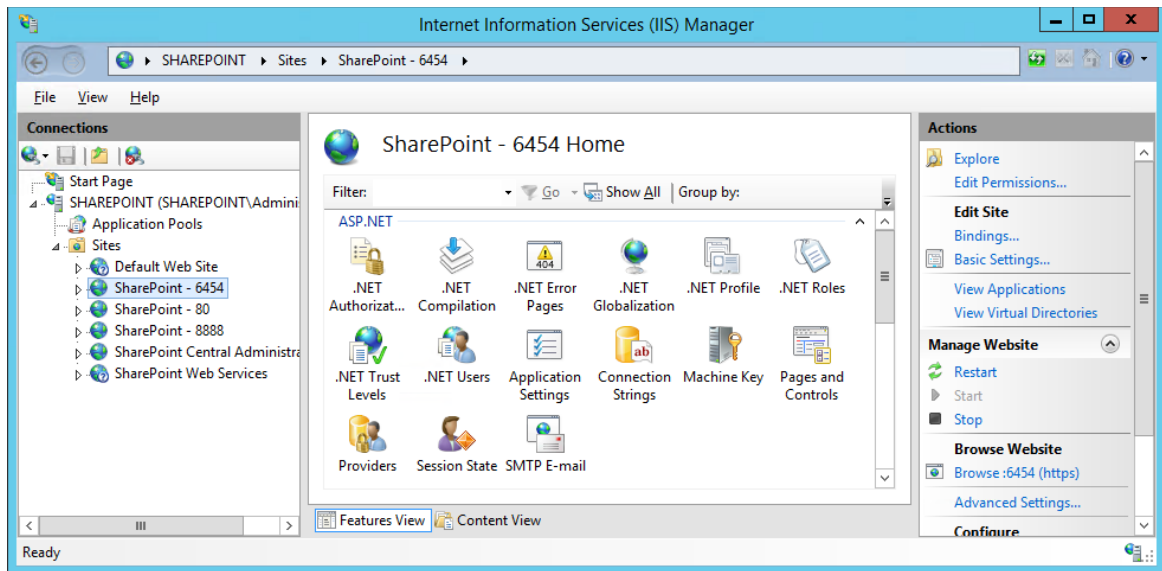 Internet Information Services (IIS) Manager
SHAREPOINT Sites SharePoint - 6454
File View Help
Connections
Start Page
SHAREPOINT (SHAREPOINT\Admini
Application Pools
Sites
Default Web Site
SharePoint - 6454
SharePoint - 80
SharePoint - 8888
SharePoint Central Administra
SharePoint Web Services
SharePoint - 6454 Home
Filter: Go Show All Group by:
ASP.NET
.NET Authorizat...
.NET Compilation
404
.NET Error Pages
.NET Globalization
.NET Profile
.NET Roles
.NET Trust Levels
.NET Users
Application Settings
ab
Connection Strings
Machine Key
Pages and Controls
Providers
Session State
SMTP E-mail
Features View Content View
Actions
Explore
Edit Permissions...
Edit Site
Bindings...
Basic Settings...
View Applications
View Virtual Directories
Manage Website
Restart
Start
Stop
Browse Website
Browse :6454 (https)
Advanced Settings...
Configure
Ready